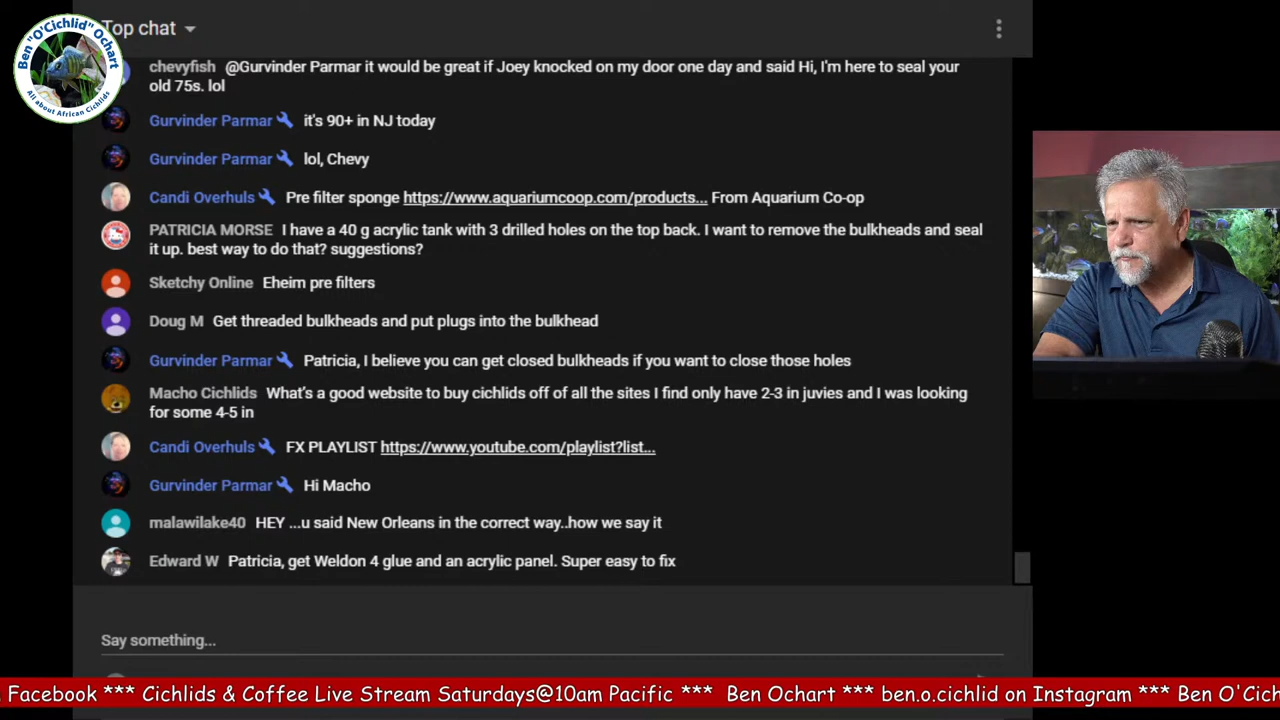 Ben "O'Cichlid" Ochart
All about African Cichlids
Top chat
chevyfish @Gurvinder Parmar it would be great if Joey knocked on my door one day and said Hi, I'm here to seal your
old 75s. lol
Gurvinder Parmar it's 90+ in NJ today
Gurvinder Parmar lol, Chevy
Candi Overhuls Pre filter sponge https://www.aquariumcoop.com/products... From Aquarium Co-op
PATRICIA MORSE I have a 40 g acrylic tank with 3 drilled holes on the top back. I want to remove the bulkheads and seal
it up. best way to do that? suggestions?
Sketchy Online Eheim pre filters
Doug M Get threaded bulkheads and put plugs into the bulkhead
Gurvinder Parmar Patricia, I believe you can get closed bulkheads if you want to close those holes
Macho Cichlids What's a good website to buy cichlids off of all the sites I find only have 2-3 in juvies and I was looking
for some 4-5 in
Candi Overhuls FX PLAYLIST https://www.youtube.com/playlist?list...
Gurvinder Parmar Hi Macho
malawilake40 HEY ...u said New Orleans in the correct way..how we say it
Edward W Patricia, get Weldon 4 glue and an acrylic panel. Super easy to fix
Say something...
Facebook *** Cichlids & Coffee Live Stream Saturdays@10am Pacific *** Ben Ochart *** ben.o.cichlid on Instagram *** Ben O'Cich